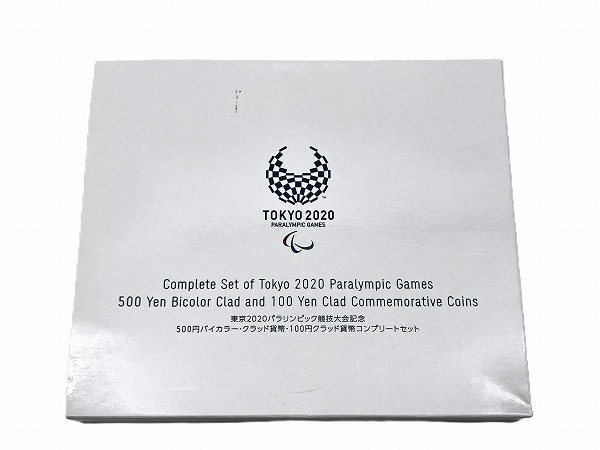 TOKYO 2020
PARALYMPIC GAMES
Complete Set of Tokyo 2020 Paralympic Games
500 Yen Bicolor Clad and 100 Yen Clad Commemorative Coins
東京2020パラリンピック競技大会記念
500円バイカラー・クラッド貨幣・100円クラッド貨幣コンプリートセット